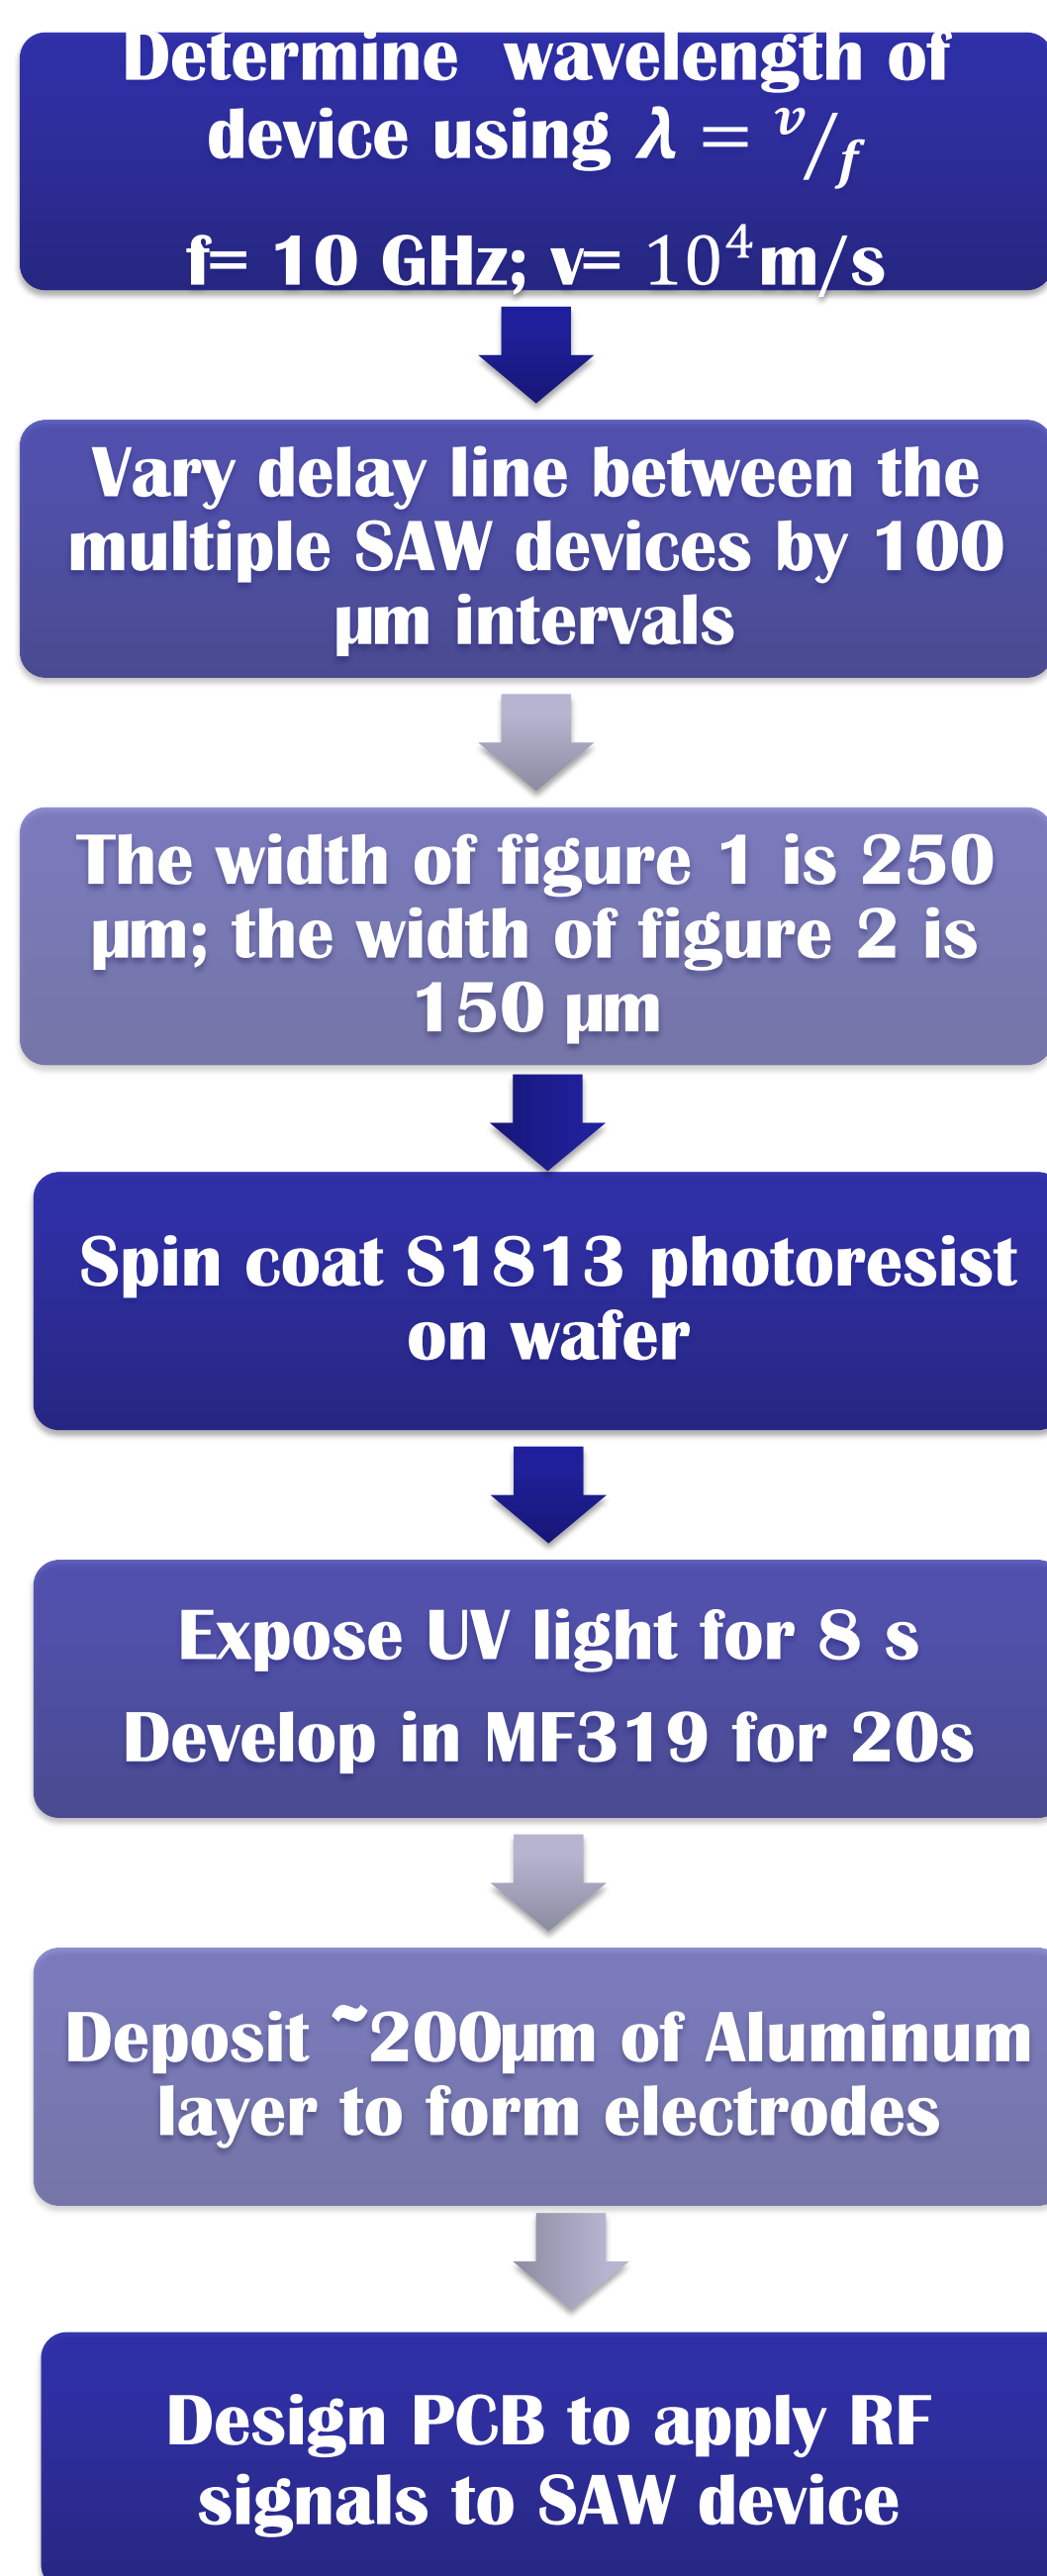 Determine  wavelength of
device using λ = v/f
f= 10 GHz; v= 10⁴m/s
Vary delay line between the
multiple SAW devices by 100
µm intervals
The width of figure 1 is 250
µm; the width of figure 2 is
150 µm
Spin coat S1813 photoresist
on wafer
Expose UV light for 8 s
Develop in MF319 for 20s
Deposit ~200µm of Aluminum
layer to form electrodes
Design PCB to apply RF
signals to SAW device